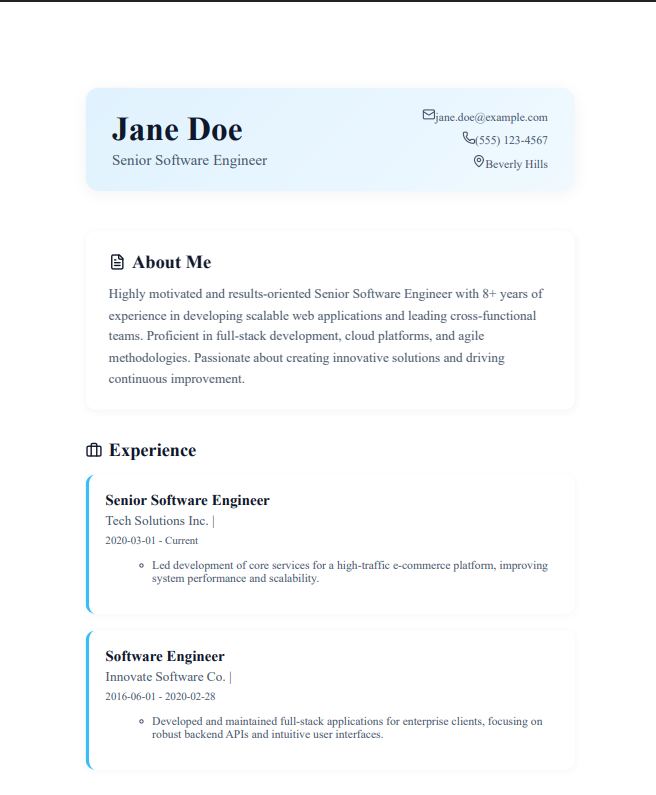 Jane Doe
Senior Software Engineer
jane.doe@example.com
(555) 123-4567
Beverly Hills
About Me
Highly motivated and results-oriented Senior Software Engineer with 8+ years of
experience in developing scalable web applications and leading cross-functional
teams. Proficient in full-stack development, cloud platforms, and agile
methodologies. Passionate about creating innovative solutions and driving
continuous improvement.
Experience
Senior Software Engineer
Tech Solutions Inc. |
2020-03-01 - Current
Led development of core services for a high-traffic e-commerce platform, improving
system performance and scalability.
Software Engineer
Innovate Software Co. |
2016-06-01 - 2020-02-28
Developed and maintained full-stack applications for enterprise clients, focusing on
robust backend APIs and intuitive user interfaces.